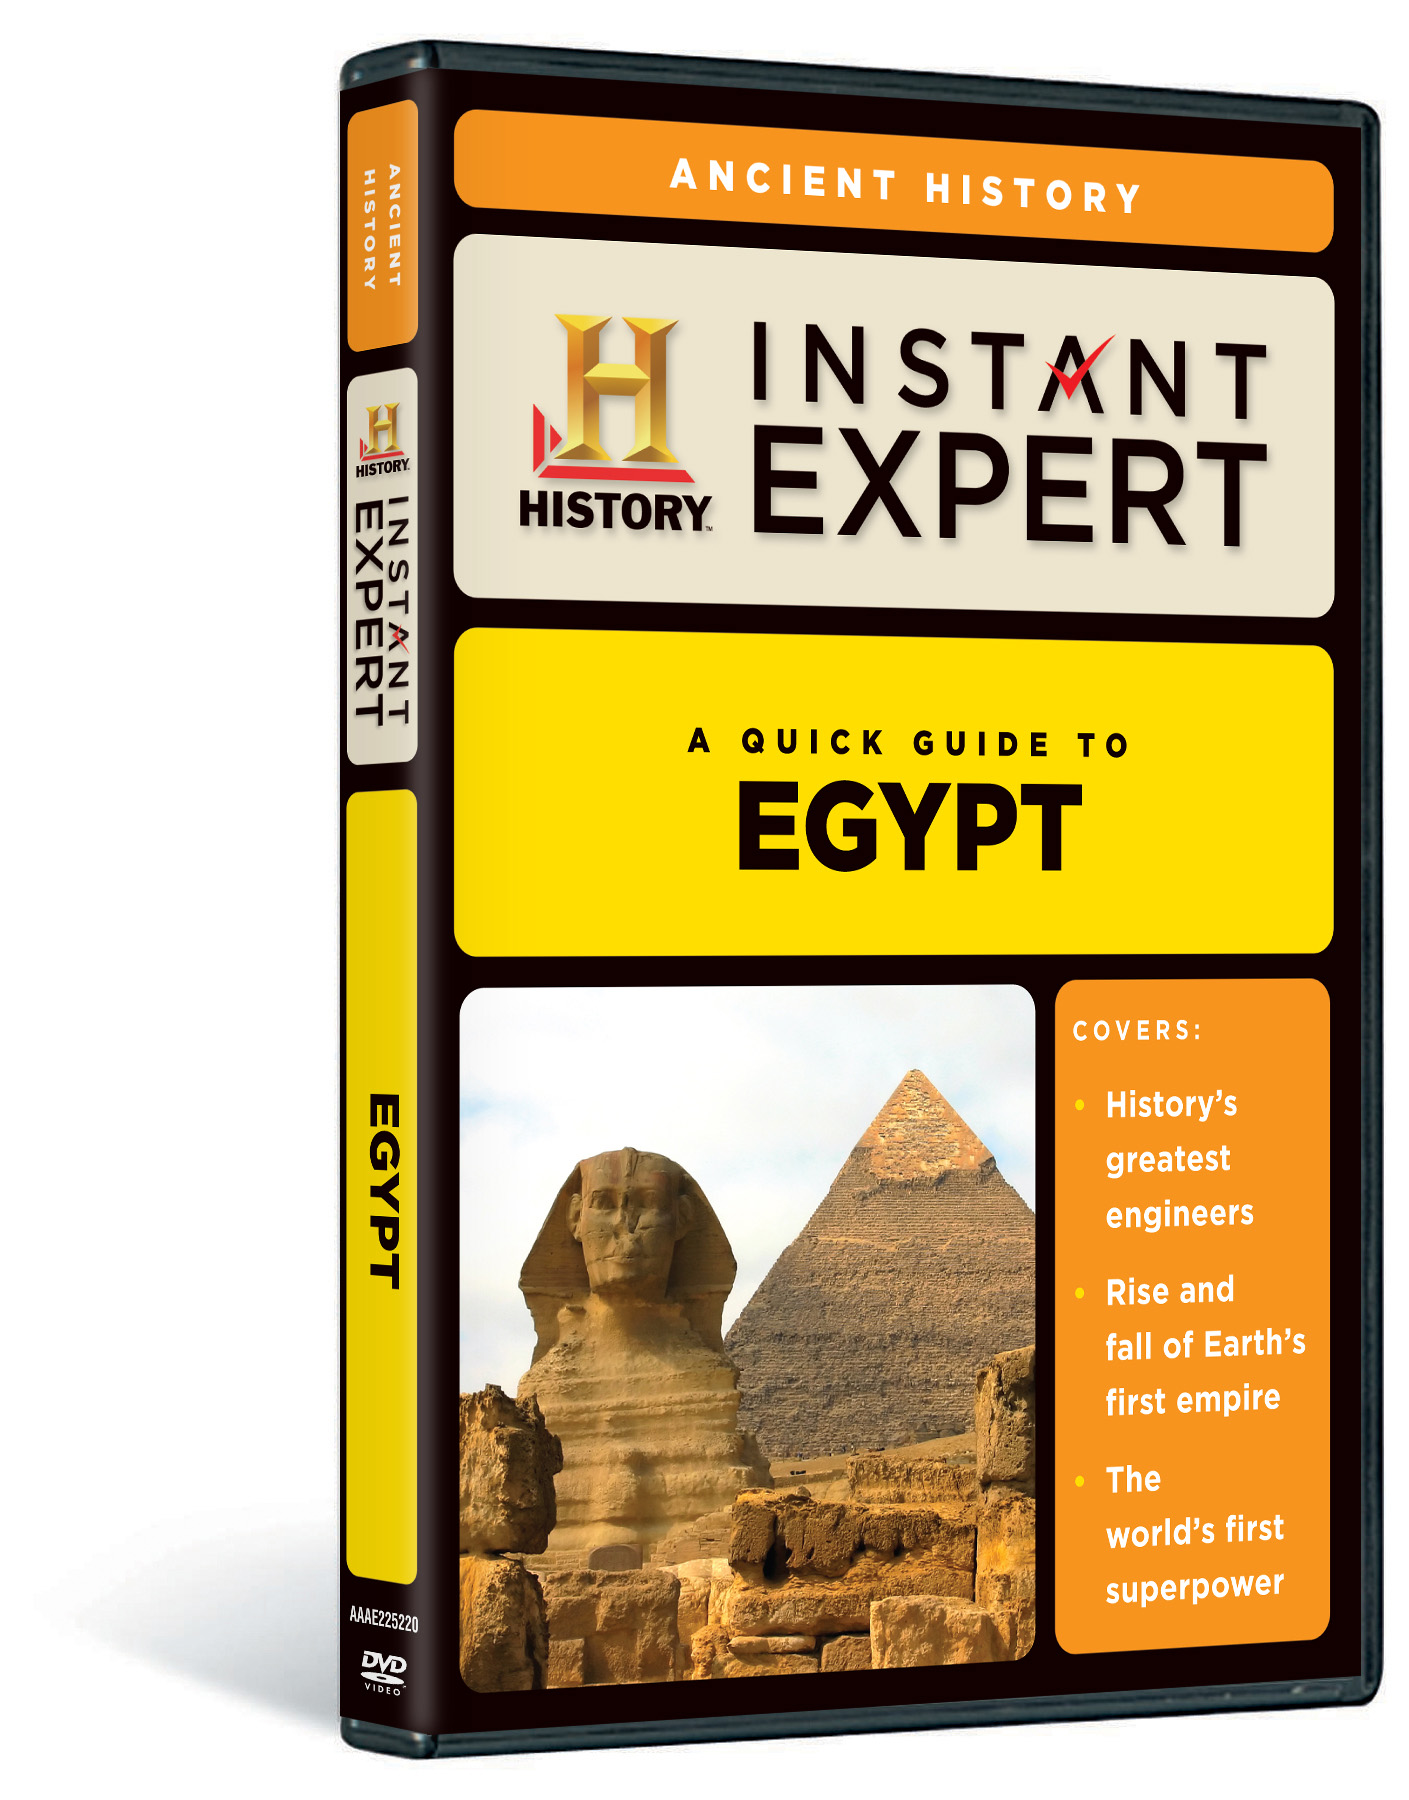 ANCIENT HISTORY
HISTORY™
INSTANT
EXPERT
A QUICK GUIDE TO
EGYPT
COVERS:
• History's
greatest
engineers
• Rise and
fall of Earth's
first empire
• The
world's first
superpower
ANCIENT
HISTORY
HISTORY
INSTANT
EXPERT
EGYPT
AAAE225220
DVD
VIDEO